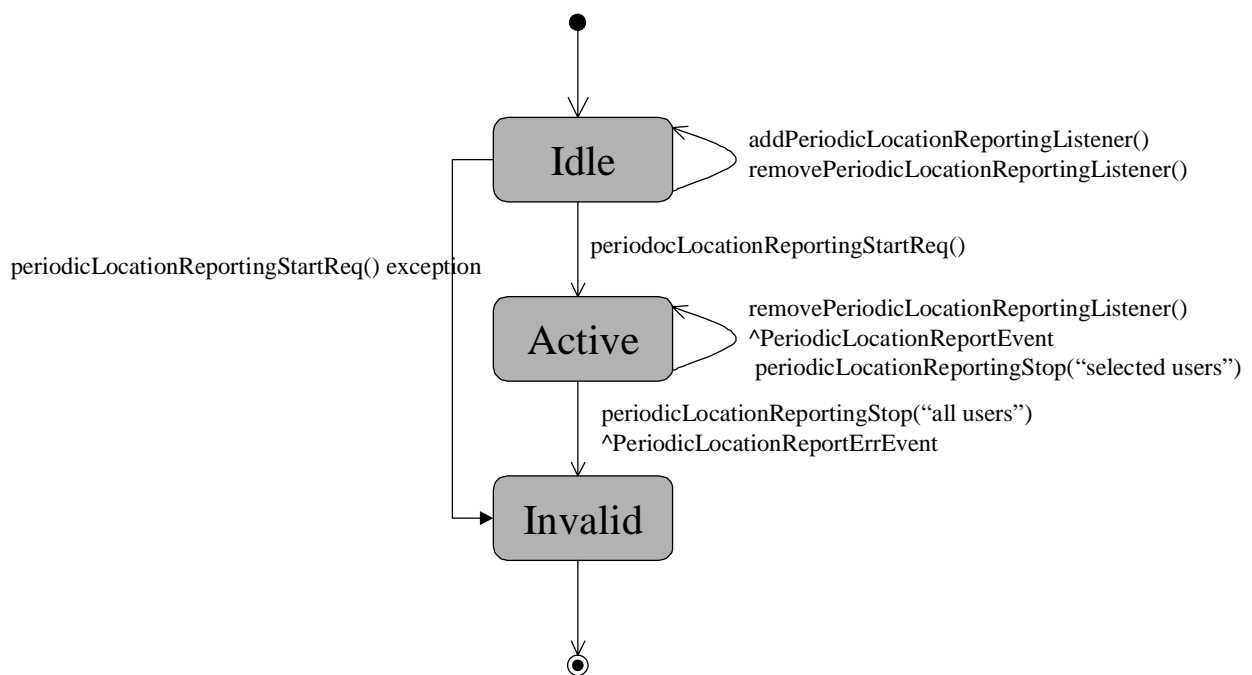 Idle
addPeriodicLocationReportingListener()
removePeriodicLocationReportingListener()
periodocLocationReportingStartReq()
periodicLocationReportingStartReq() exception
Active
removePeriodicLocationReportingListener()
^PeriodicLocationReportEvent
periodicLocationReportingStop(“selected users”)
periodicLocationReportingStop(“all users”)
^PeriodicLocationReportErrEvent
Invalid